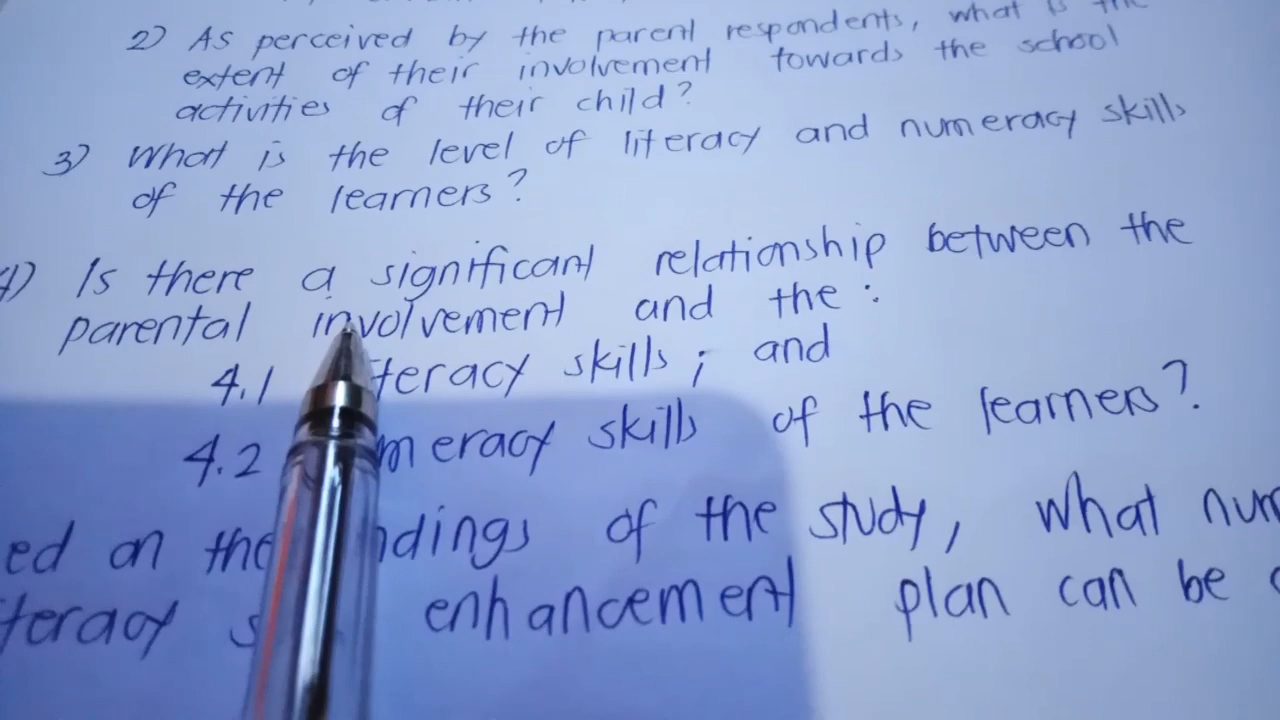 2) As perceived by the parent respondents, what is the
extent of their involvement towards the school
activities of their child?
3) What is the level of literacy and numeracy skills
of the learners?
4) Is there a significant relationship between the
parental involvement and the :
4.1 teracy skills; and
4.2 meracy skills of the learners?
ed on the ndings of the study, what num
teracy s enhancement plan can be